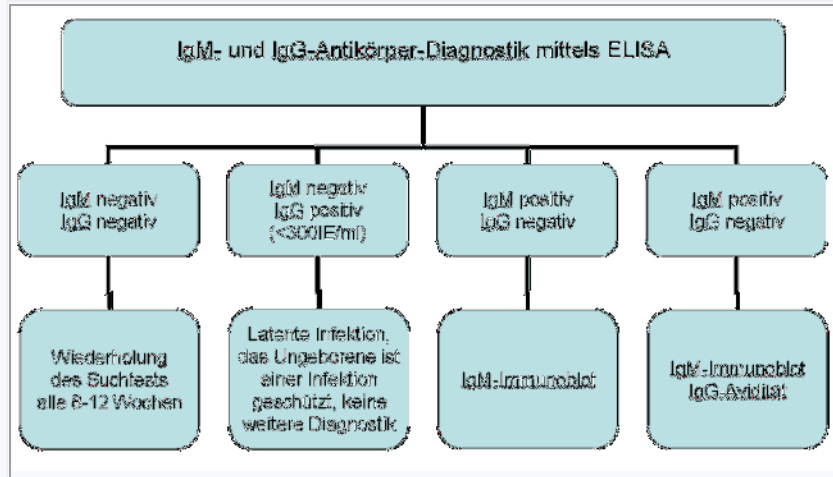 IgM- und IgG-Antikörper-Diagnostik mittels ELISA
IgM negativ
IgG negativ
IgM negativ
IgG positiv
(<300IE/ml)
IgM positiv
IgG negativ
IgM positiv
IgG negativ
Wiederholung
des Suchtests
alle 8-12 Wochen
Latente Infektion,
das Ungeborene ist
einer Infektion
geschützt, keine
weitere Diagnostik
IgM-Immunoblot
IgM-Immunoblot
IgG-Avidität